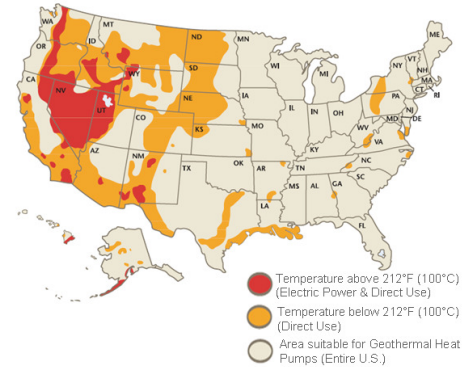 WA
MT
ND
MN
ME
OR
ID
VT
NH
WI
MI
NY
MA
SD
WY
CT
RI
CA
IA
PA
NJ
NV
NE
UT
IL
IN
OH
MD
DE
CO
WV
VA
KS
MO
KY
AZ
NM
OK
AR
TN
NC
SC
TX
MS
AL
GA
LA
FL
Temperature above 212°F (100°C)
(Electric Power & Direct Use)
Temperature below 212°F (100°C)
(Direct Use)
Area suitable for Geothermal Heat
Pumps (Entire U.S.)